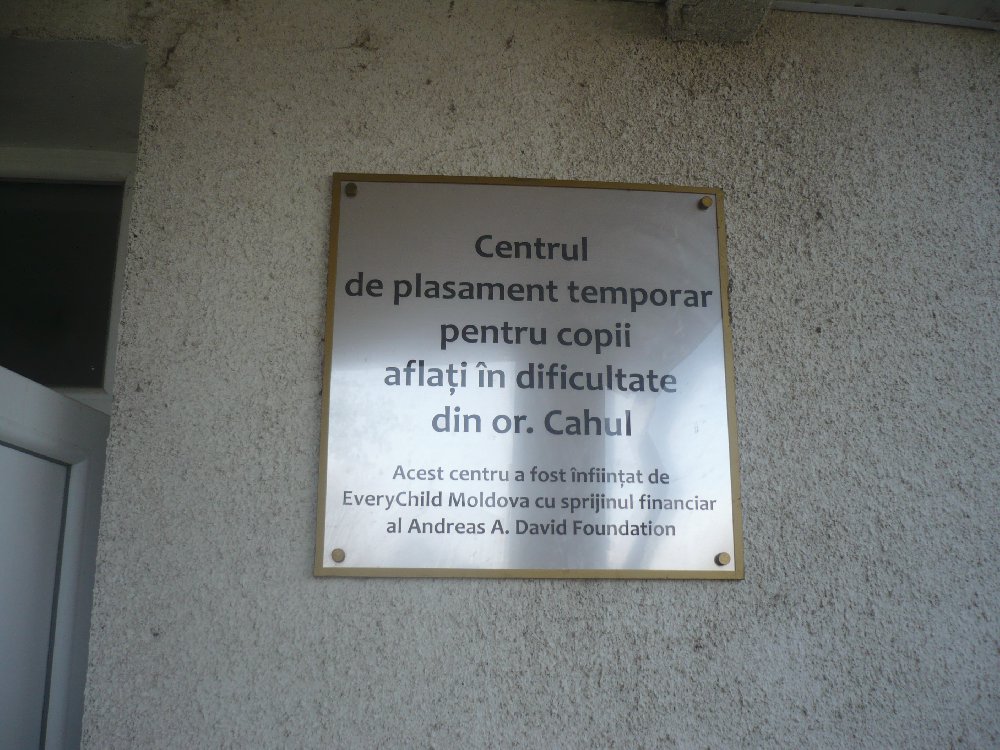 Centrul
de plasament temporar
pentru copii
aflați în dificultate
din or. Cahul
Acest centru a fost înființat de
EveryChild Moldova cu sprijinul financiar
al Andreas A. David Foundation